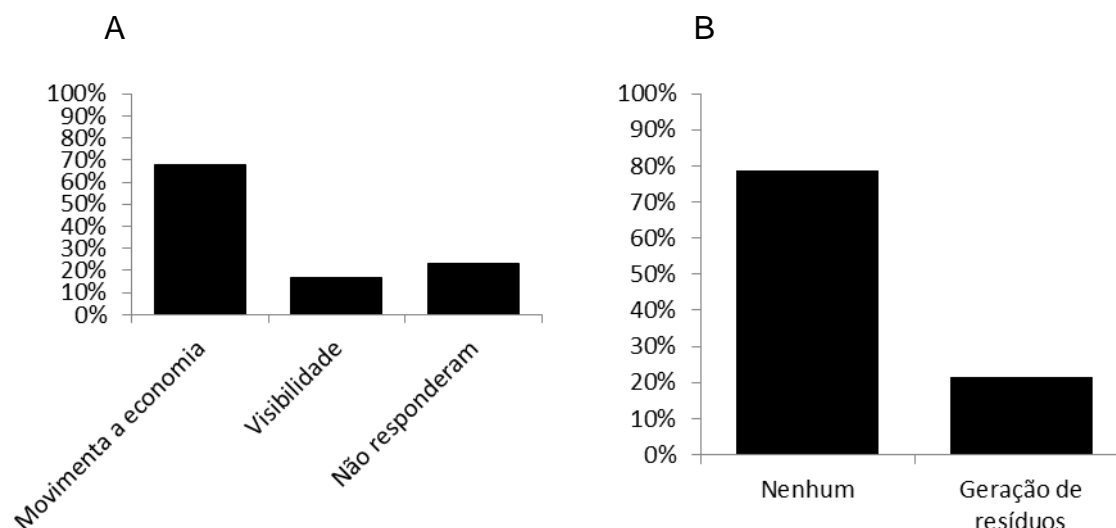 A
100%
90%
80%
70%
60%
50%
40%
30%
20%
10%
0%
Movimenta a economia
Visibilidade
Não responderam
B
100%
90%
80%
70%
60%
50%
40%
30%
20%
10%
0%
Nenhum
Geração de
resíduos